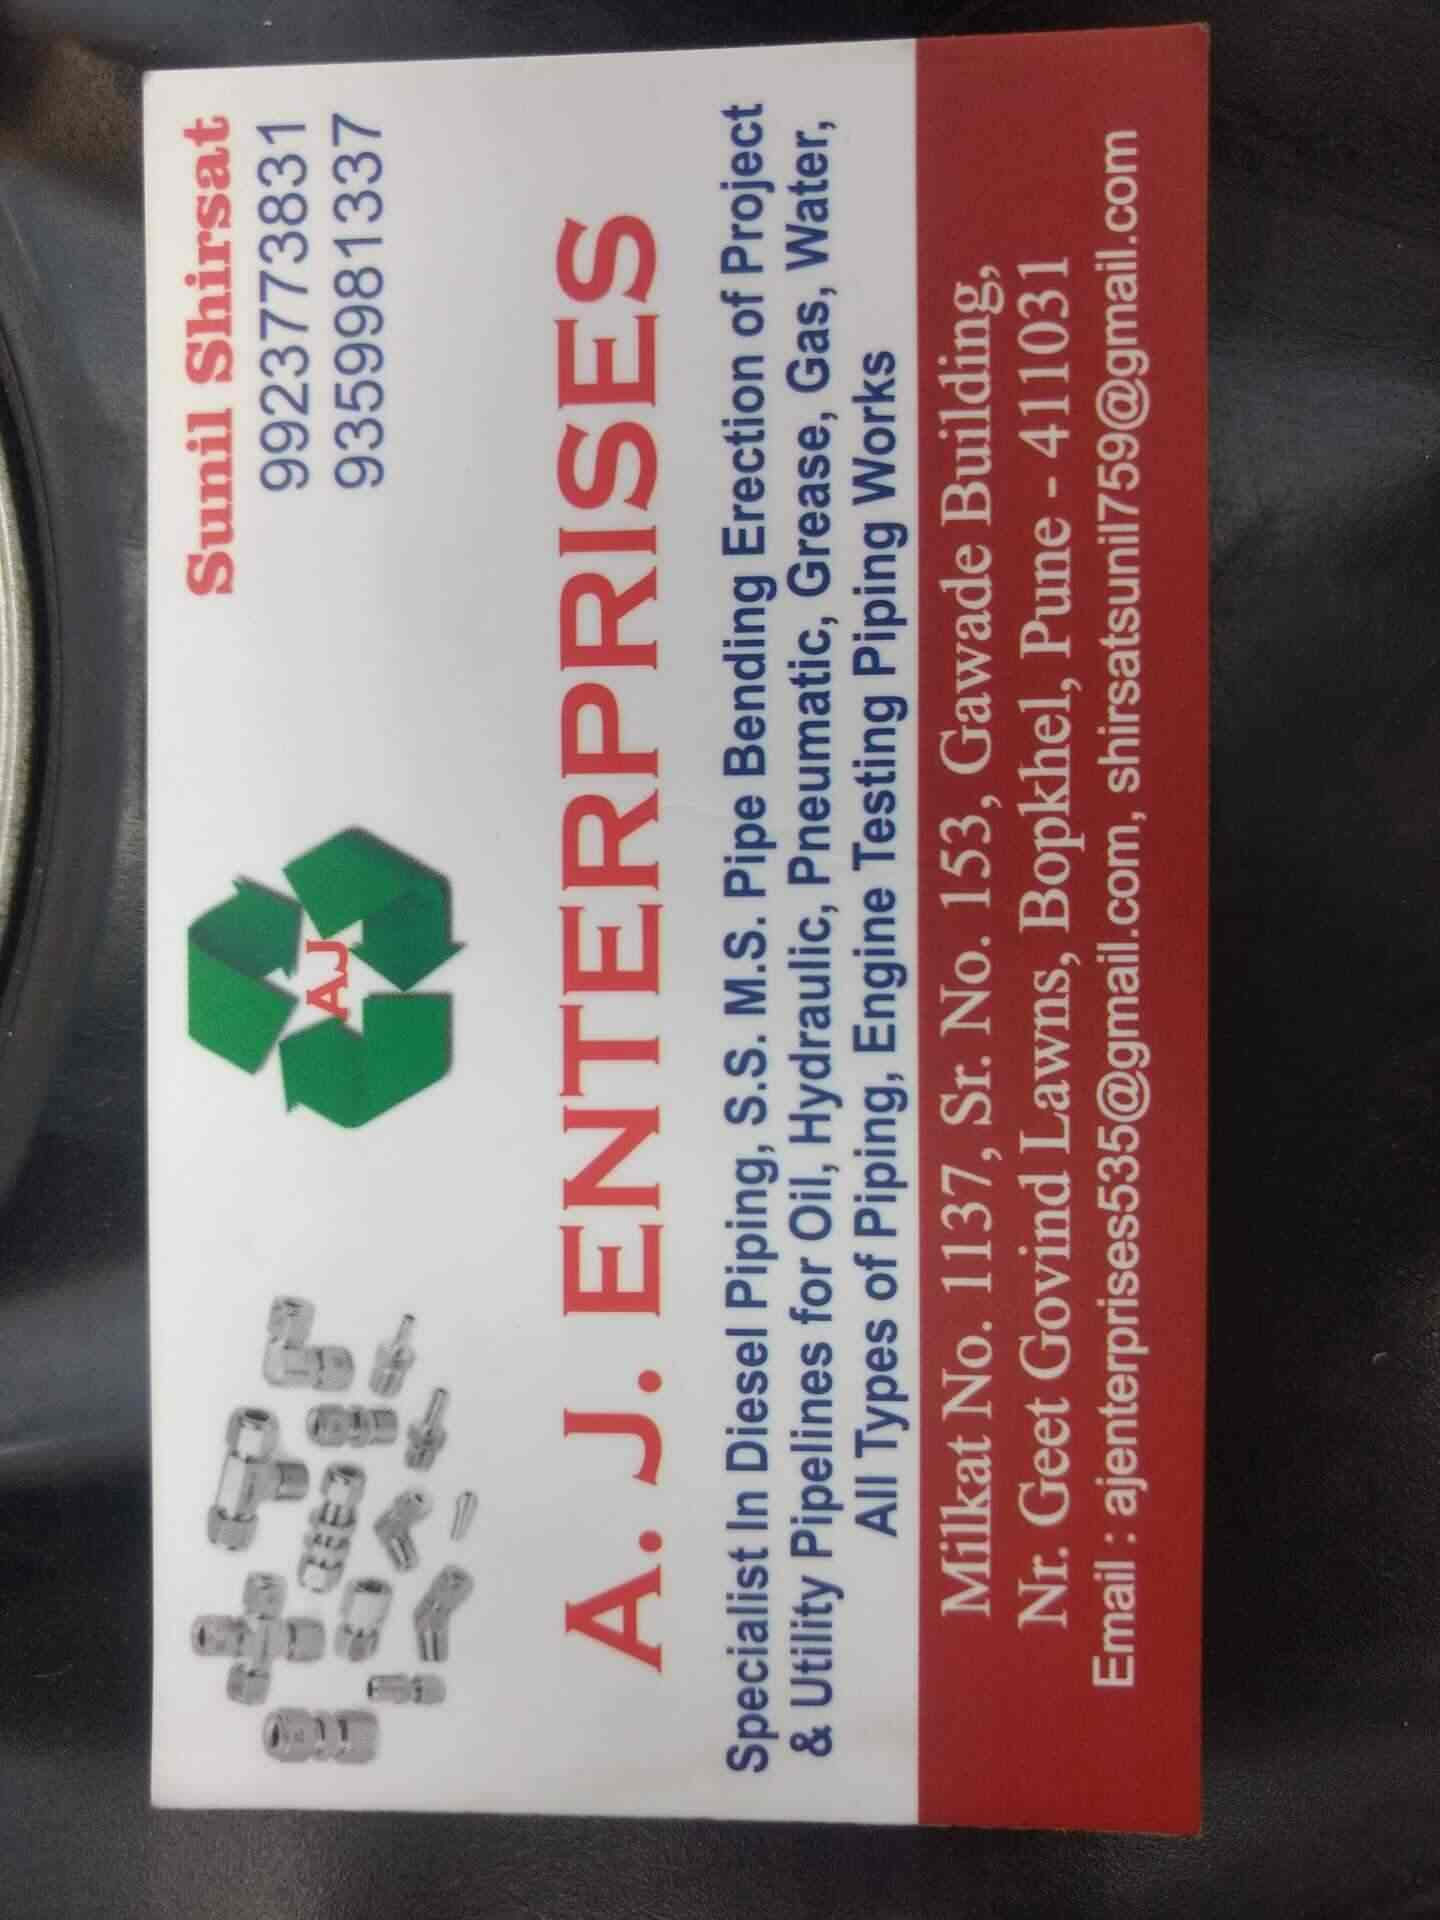 Sunil Shirsat
9923773831
9359981337
AJ
A. J. ENTERPRISES
Specialist In Diesel Piping, S.S. M.S. Pipe Bending Erection of Project
& Utility Pipelines for Oil, Hydraulic, Pneumatic, Grease, Gas, Water,
All Types of Piping, Engine Testing Piping Works
Milkat No. 1137, Sr. No. 153, Gawade Building,
Nr. Geet Govind Lawns, Bopkhel, Pune - 411031
Email : ajenterprises535@gmail.com, shirsatsunil759@gmail.com